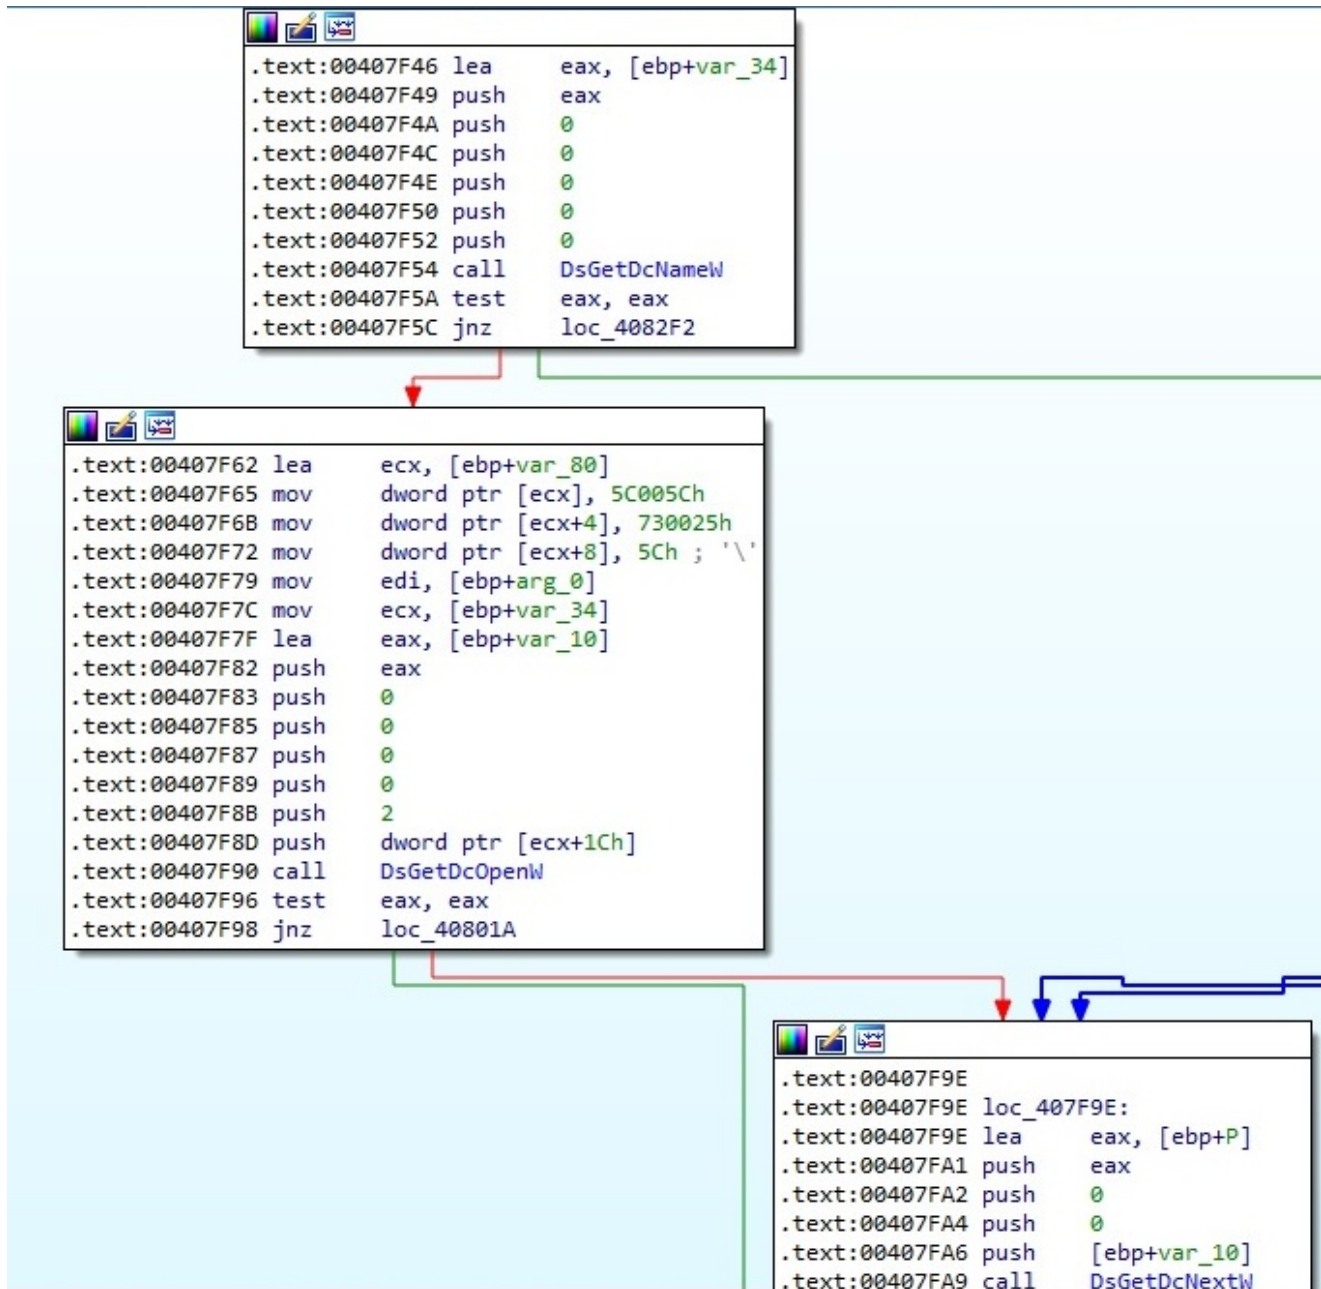 .text:00407F46 lea eax, [ebp+var_34]
.text:00407F49 push eax
.text:00407F4A push 0
.text:00407F4C push 0
.text:00407F4E push 0
.text:00407F50 push 0
.text:00407F52 push 0
.text:00407F54 call DsGetDcNameW
.text:00407F5A test eax, eax
.text:00407F5C jnz loc_4082F2
.text:00407F62 lea ecx, [ebp+var_80]
.text:00407F65 mov dword ptr [ecx], 5C005Ch
.text:00407F6B mov dword ptr [ecx+4], 730025h
.text:00407F72 mov dword ptr [ecx+8], 5Ch ; '\'
.text:00407F79 mov edi, [ebp+arg_0]
.text:00407F7C mov ecx, [ebp+var_34]
.text:00407F7F lea eax, [ebp+var_10]
.text:00407F82 push eax
.text:00407F83 push 0
.text:00407F85 push 0
.text:00407F87 push 0
.text:00407F89 push 0
.text:00407F8B push 2
.text:00407F8D push dword ptr [ecx+1Ch]
.text:00407F90 call DsGetDcOpenW
.text:00407F96 test eax, eax
.text:00407F98 jnz loc_40801A
.text:00407F9E
.text:00407F9E loc_407F9E:
.text:00407F9E lea eax, [ebp+P]
.text:00407FA1 push eax
.text:00407FA2 push 0
.text:00407FA4 push 0
.text:00407FA6 push [ebp+var_10]
.text:00407FA9 call DsGetDcNextW